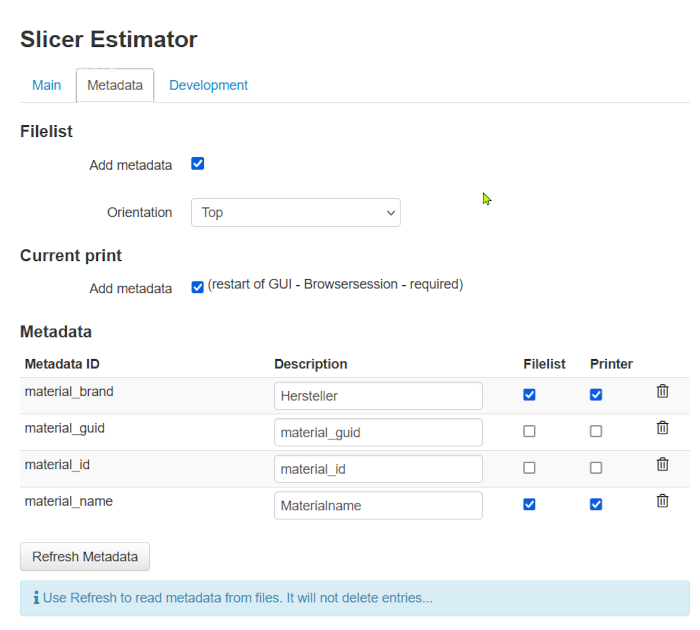 Slicer Estimator
Main Metadata Development
Filelist
Add metadata
Orientation Top
Current print
Add metadata (restart of GUI - Browsersession - required)
Metadata
Metadata ID Description Filelist Printer
material_brand Hersteller
material_guid material_guid
material_id material_id
material_name Materialname
Refresh Metadata
Use Refresh to read metadata from files. It will not delete entries...